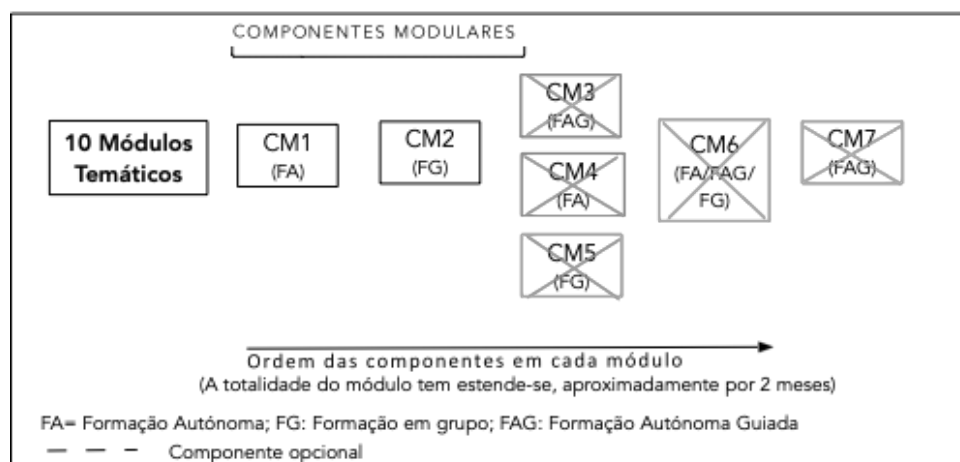 COMPONENTES MODULARES
10 Módulos
Temáticos
CM1
(FA)
CM2
(FG)
CM3
(FAG)
CM4
(FA)
CM5
(FG)
CM6
(FA/FAG/
FG)
CM7
(FAG)
Ordem das componentes em cada módulo
(A totalidade do módulo tem estende-se, aproximadamente por 2 meses)
FA= Formação Autónoma; FG: Formação em grupo; FAG: Formação Autónoma Guiada
Componente opcional